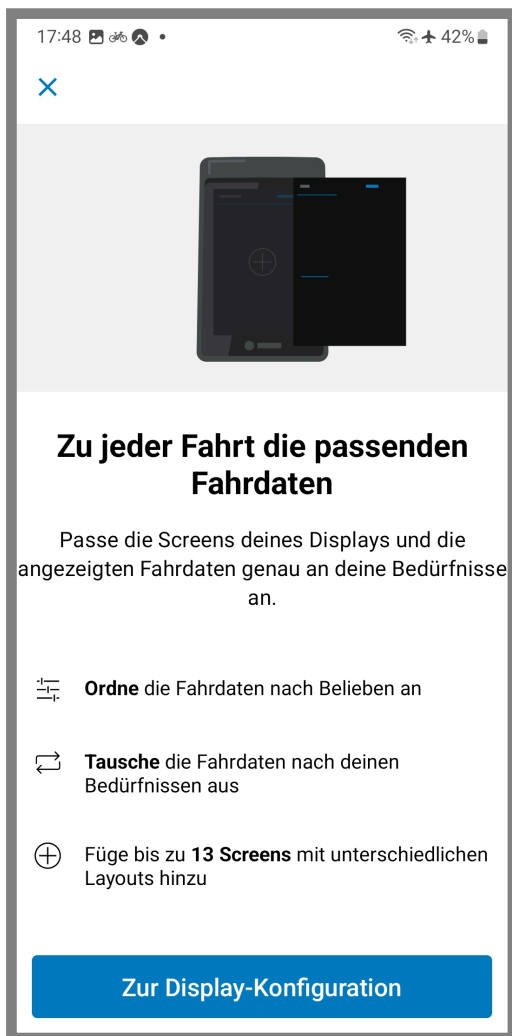 17:48
42%
Zu jeder Fahrt die passenden
Fahrdaten
Passe die Screens deines Displays und die
angezeigten Fahrdaten genau an deine Bedürfnisse
an.
Ordne die Fahrdaten nach Belieben an
Tausche die Fahrdaten nach deinen
Bedürfnissen aus
Füge bis zu 13 Screens mit unterschiedlichen
Layouts hinzu
Zur Display-Konfiguration